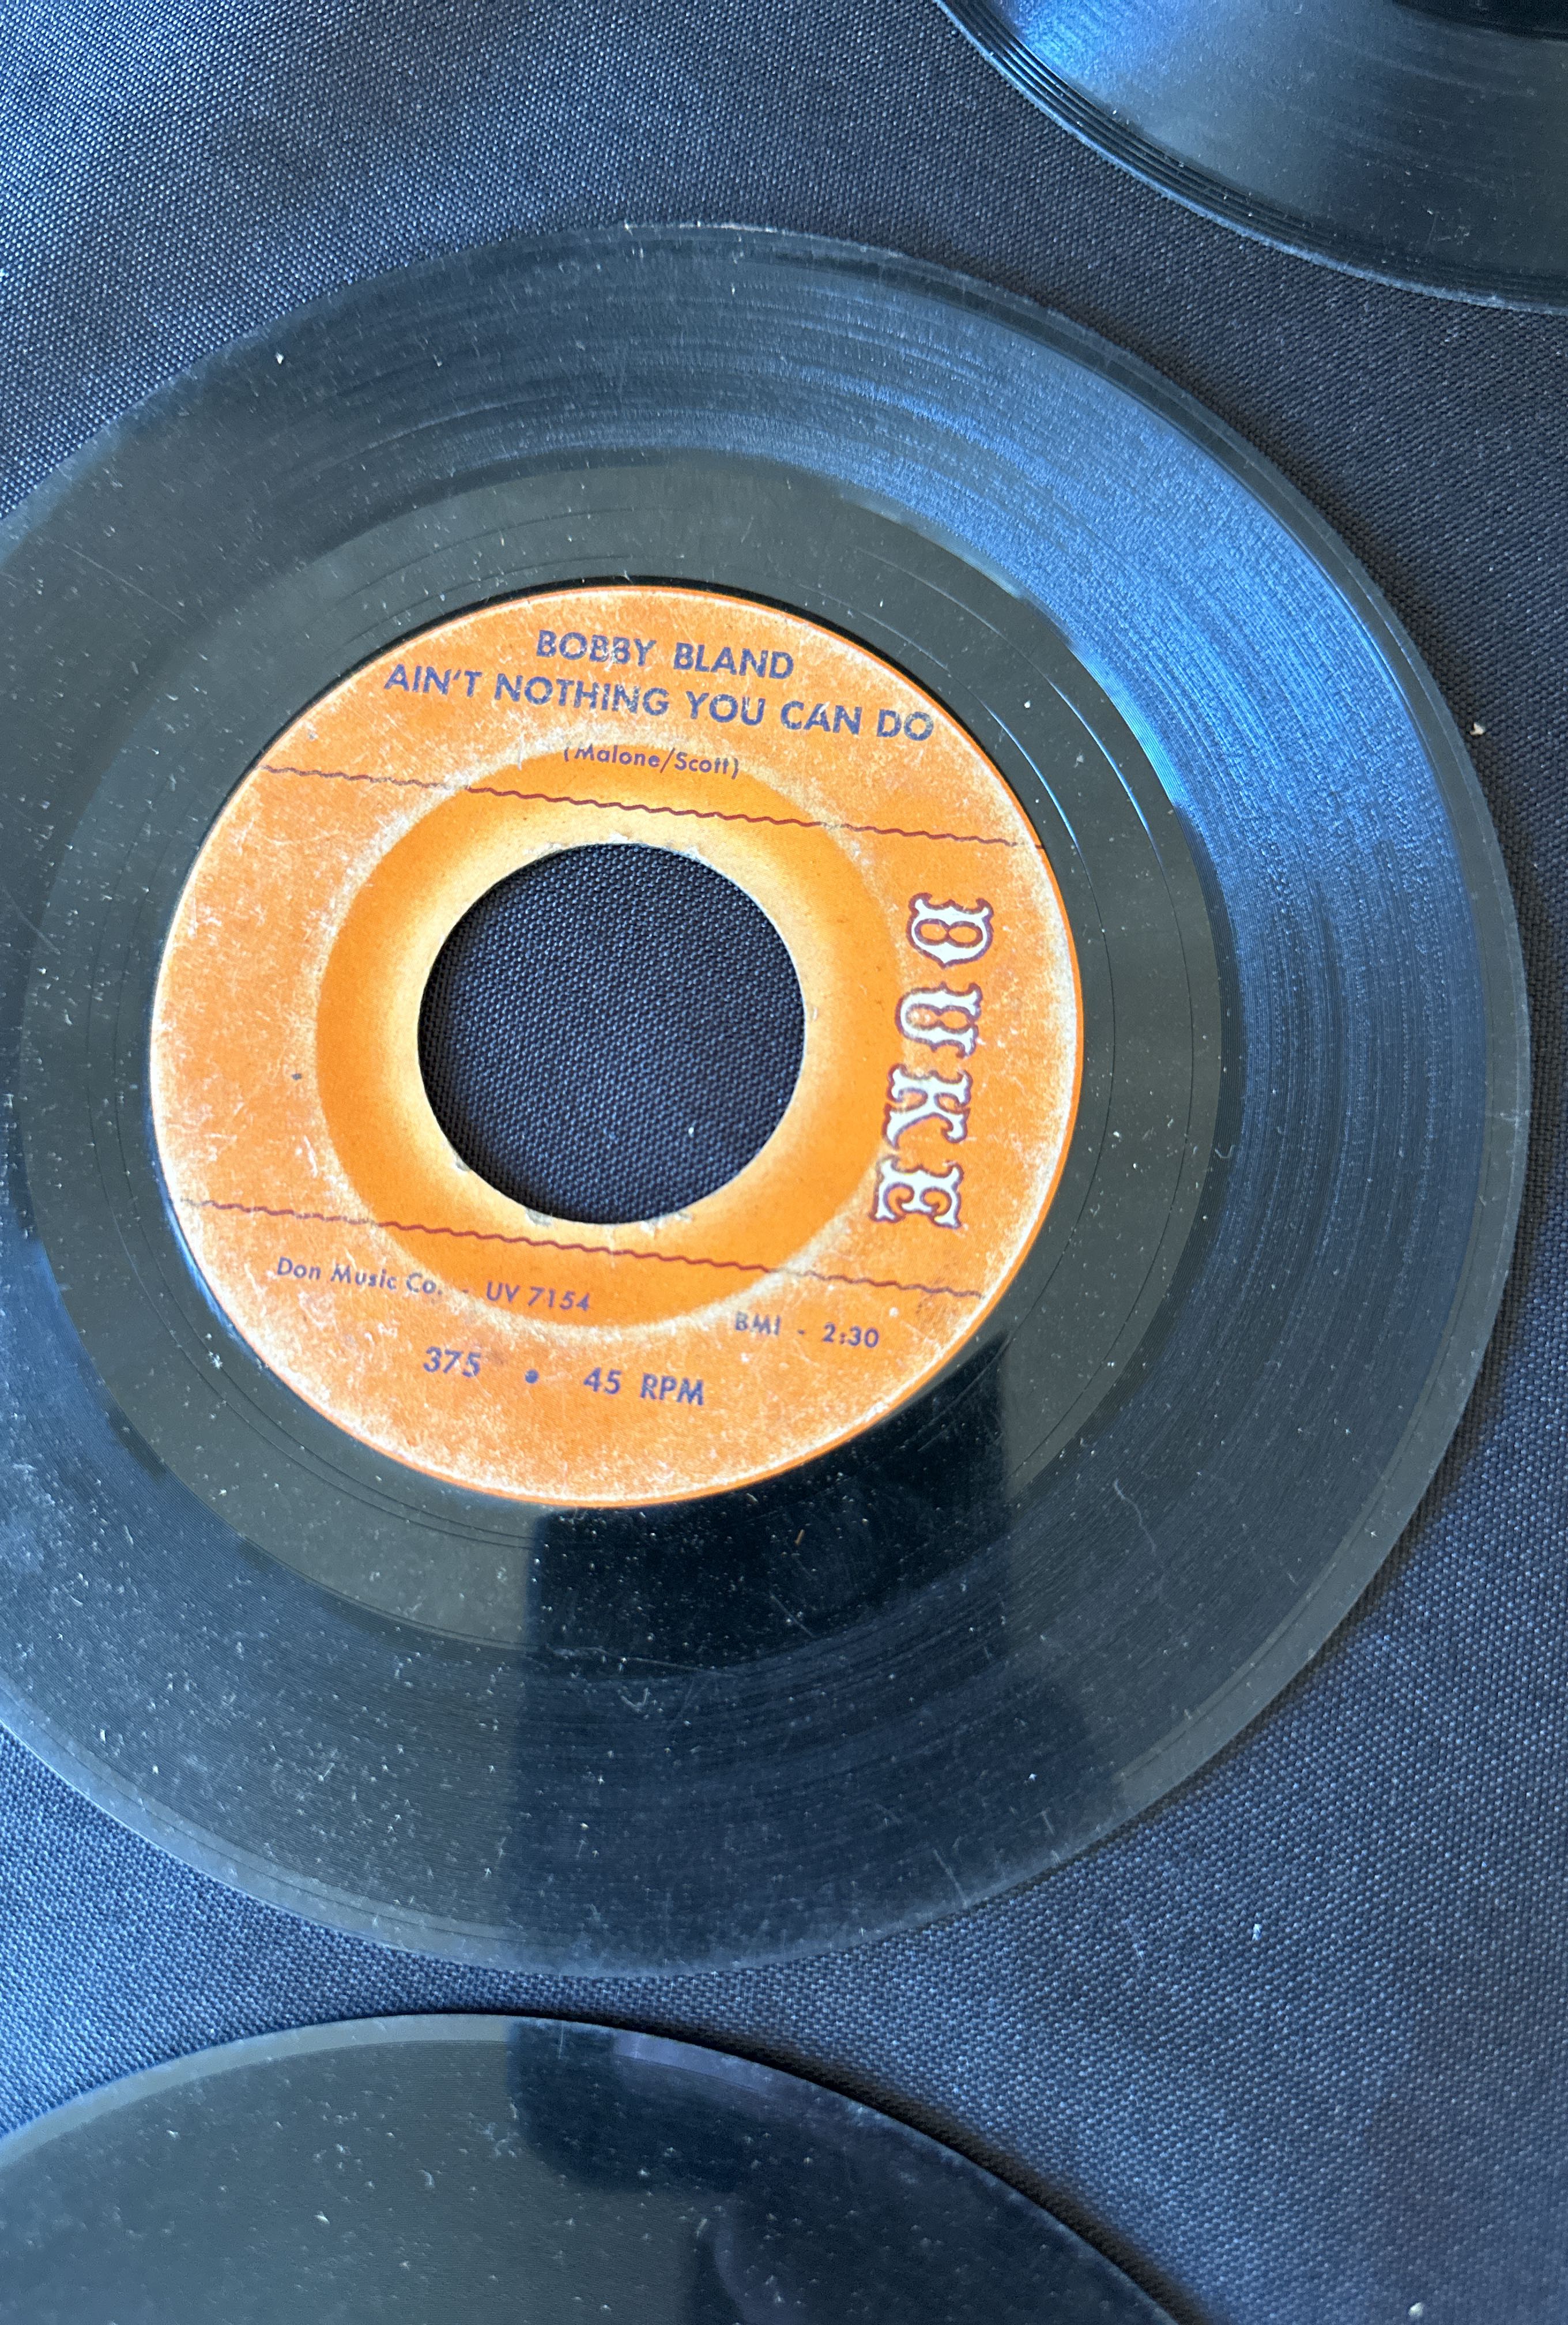 BOBBY BLAND
AIN'T NOTHING YOU CAN DO
(Malone/Scott)
DUKE
Don Music Co. - UV 7154
BMI - 2:30
375 • 45 RPM